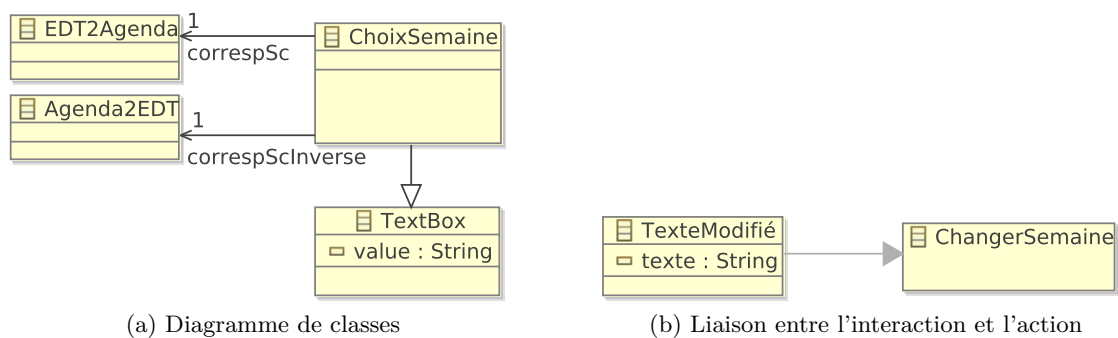 EDT2Agenda
1
correspSc
ChoixSemaine
Agenda2EDT
1
correspScInverse
TextBox
value : String
(a) Diagramme de classes
TexteModifié
texte : String
ChangerSemaine
(b) Liaison entre l'interaction et l'action